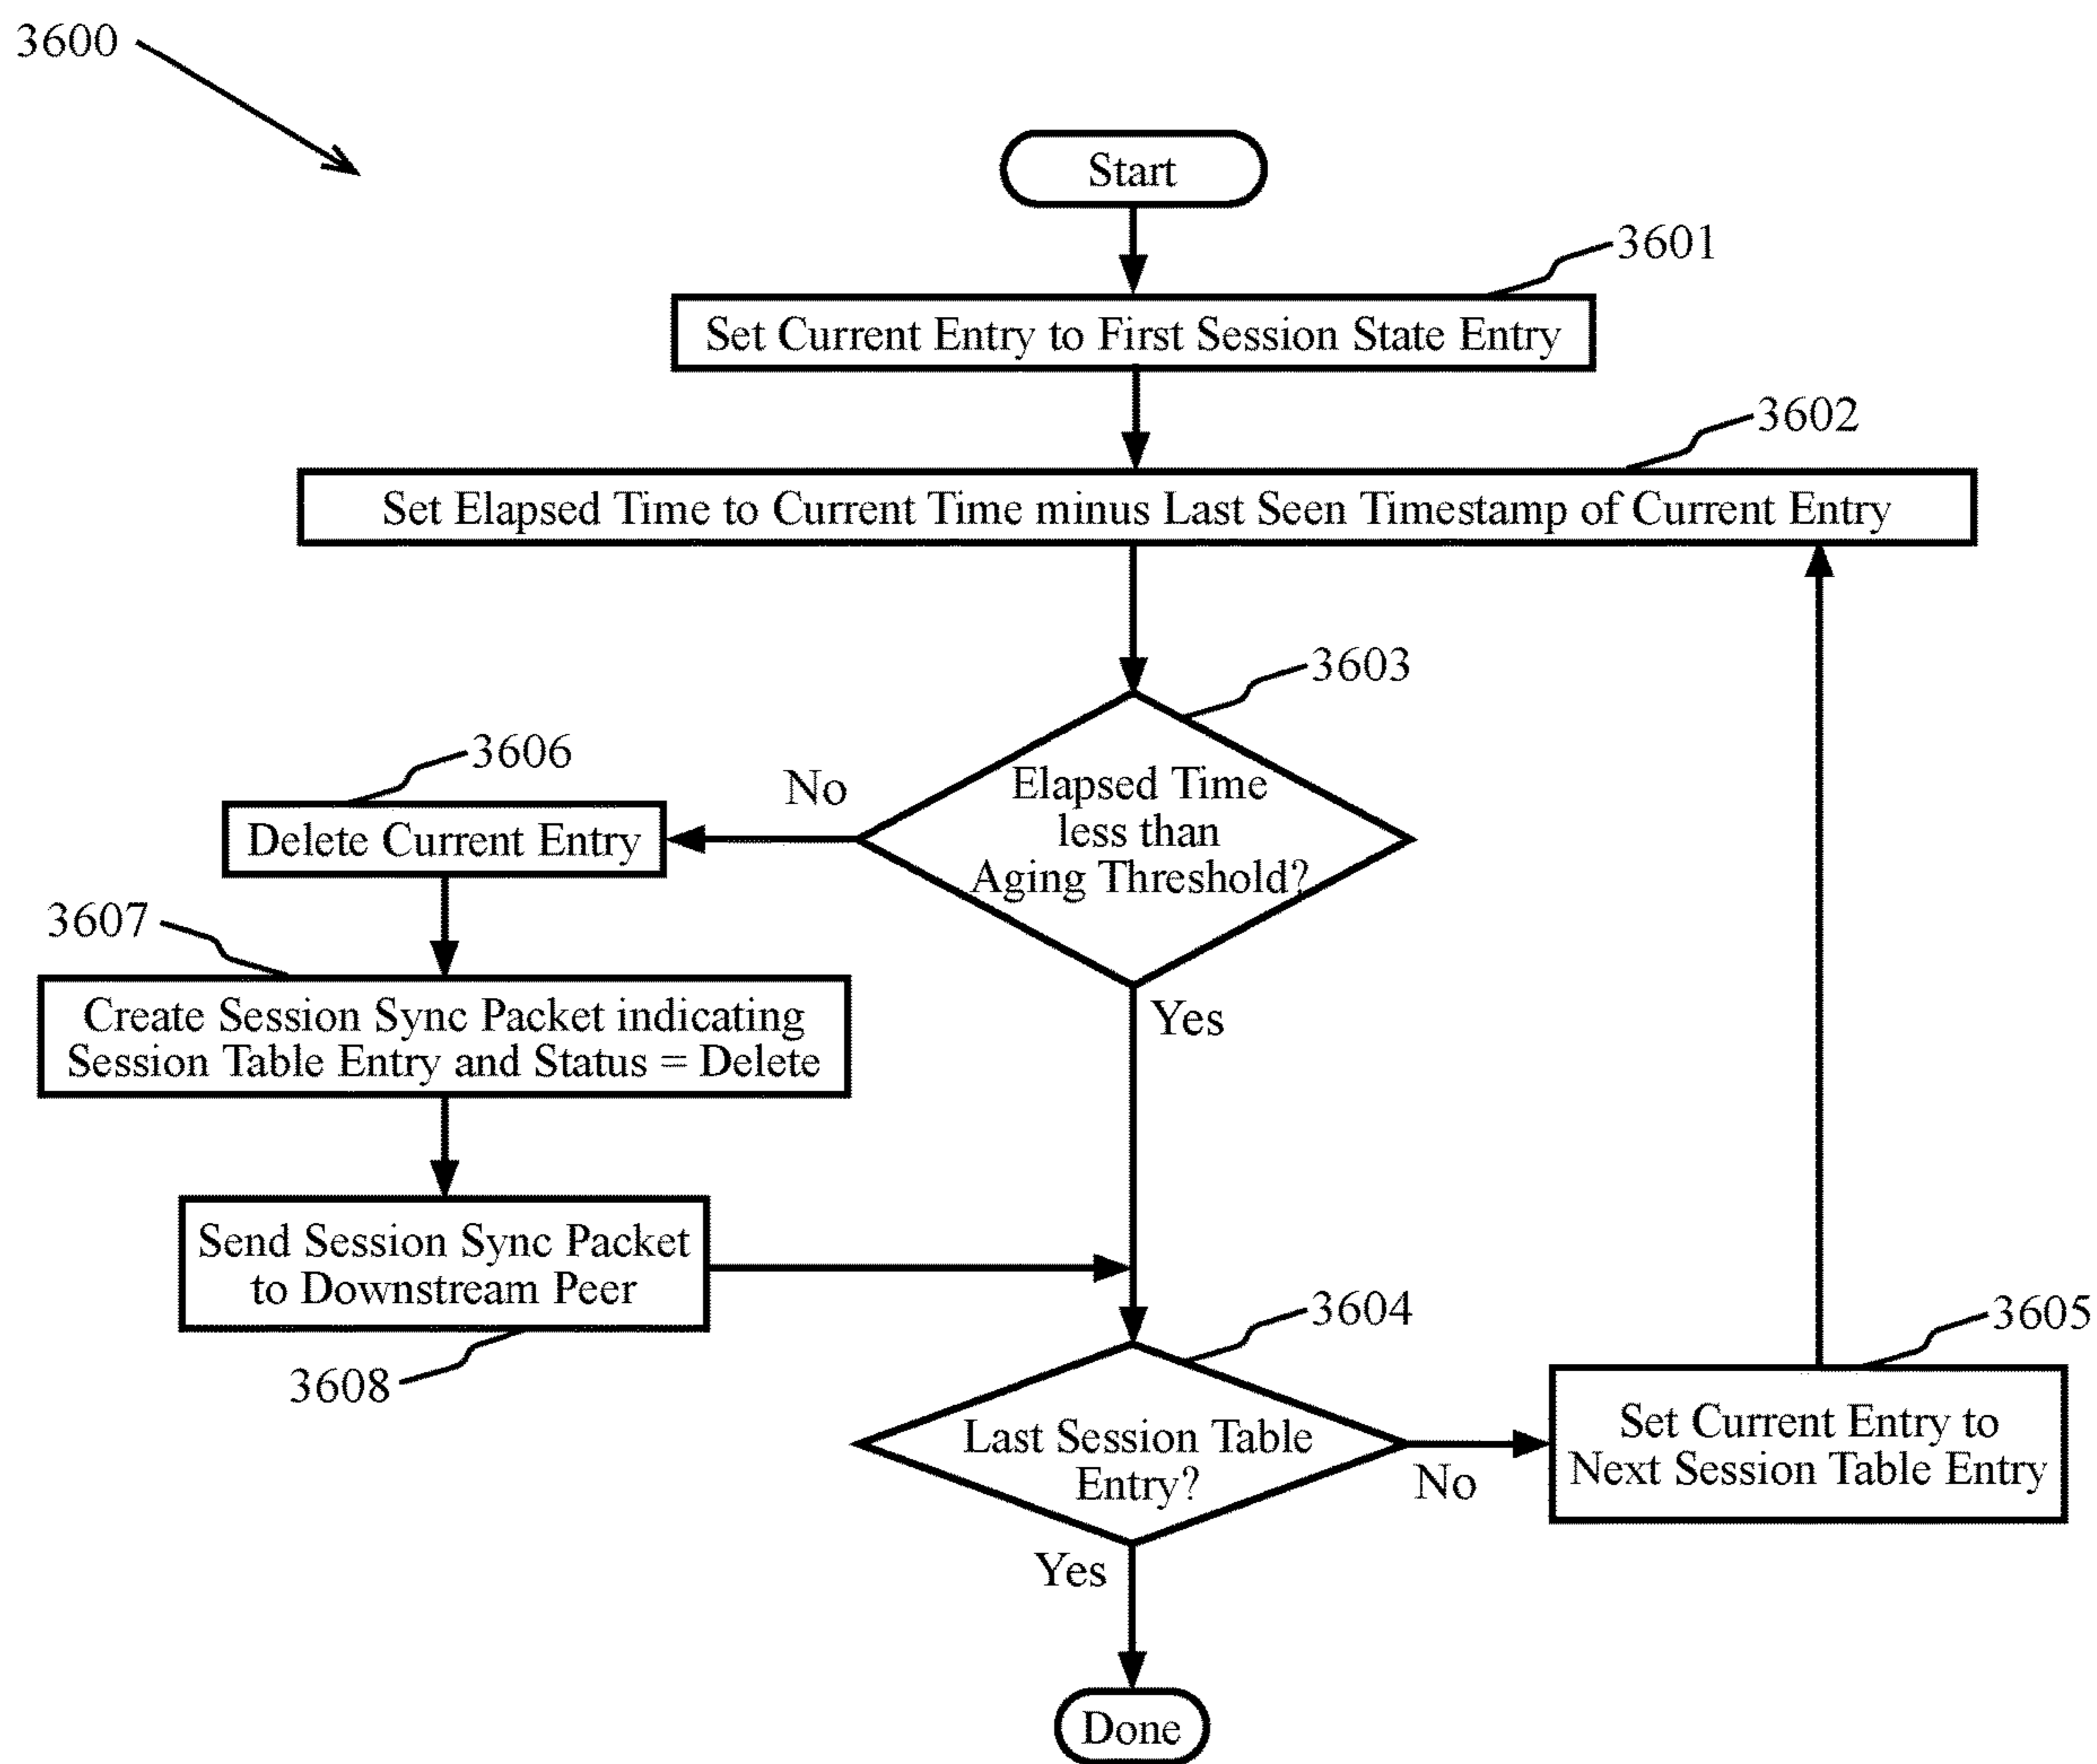 3600
Start
3601
Set Current Entry to First Session State Entry
3602
Set Elapsed Time to Current Time minus Last Seen Timestamp of Current Entry
3603
Elapsed Time
less than
Aging Threshold?
No
Yes
3606
Delete Current Entry
3607
Create Session Sync Packet indicating
Session Table Entry and Status = Delete
Send Session Sync Packet
to Downstream Peer
3608
3604
Last Session Table
Entry?
No
Yes
3605
Set Current Entry to
Next Session Table Entry
Done